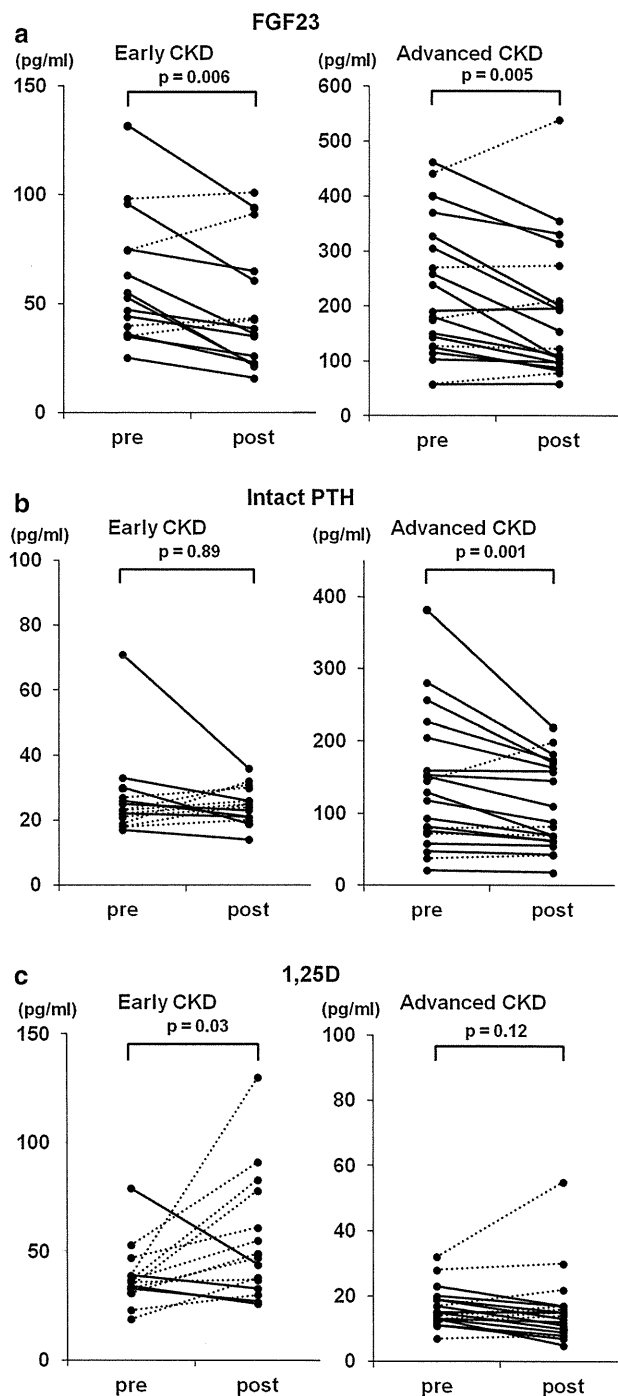 a
FGF23
(pg/ml)
Early CKD
p = 0.006
150
100
50
0
pre
post
(pg/ml)
Advanced CKD
p = 0.005
600
500
400
300
200
100
0
pre
post
b
Intact PTH
(pg/ml)
Early CKD
p = 0.89
100
80
60
40
20
0
pre
post
(pg/ml)
Advanced CKD
p = 0.001
400
300
200
100
0
pre
post
c
1,25D
(pg/ml)
Early CKD
p = 0.03
150
100
50
0
pre
post
(pg/ml)
Advanced CKD
p = 0.12
100
80
60
40
20
0
pre
post